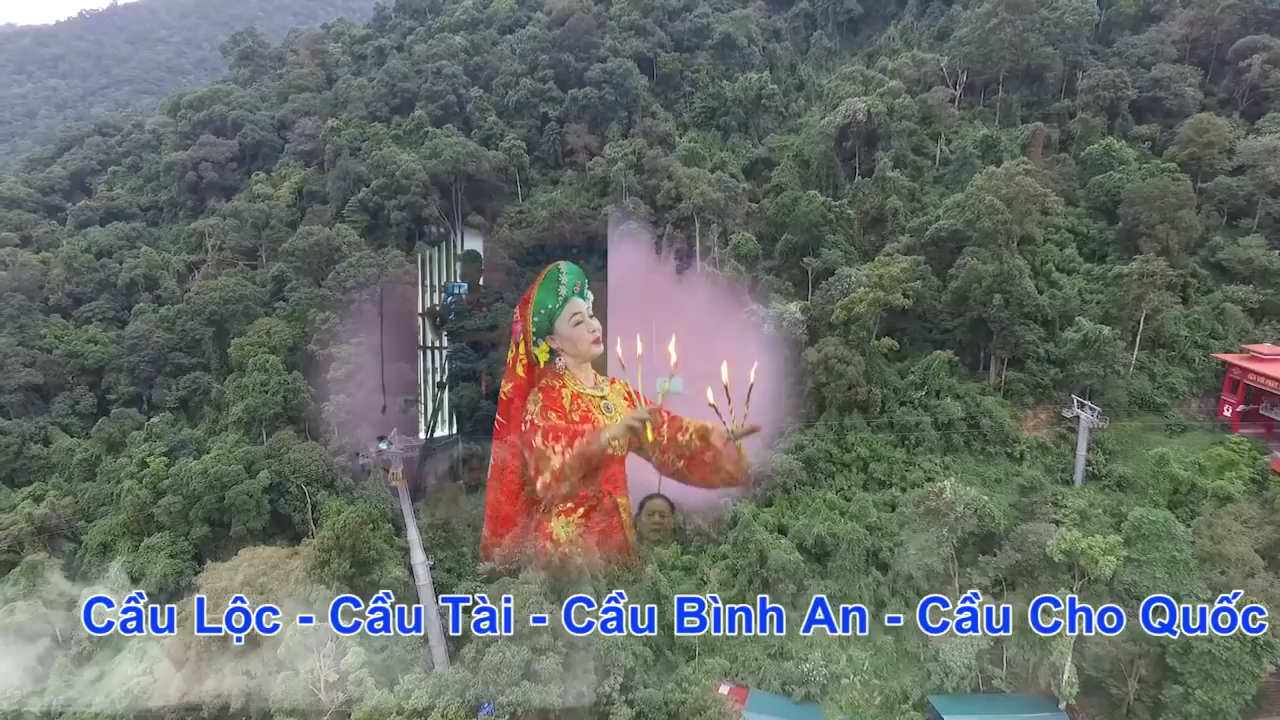 Cầu Lộc - Cầu Tài - Cầu Bình An - Cầu Cho Quốc